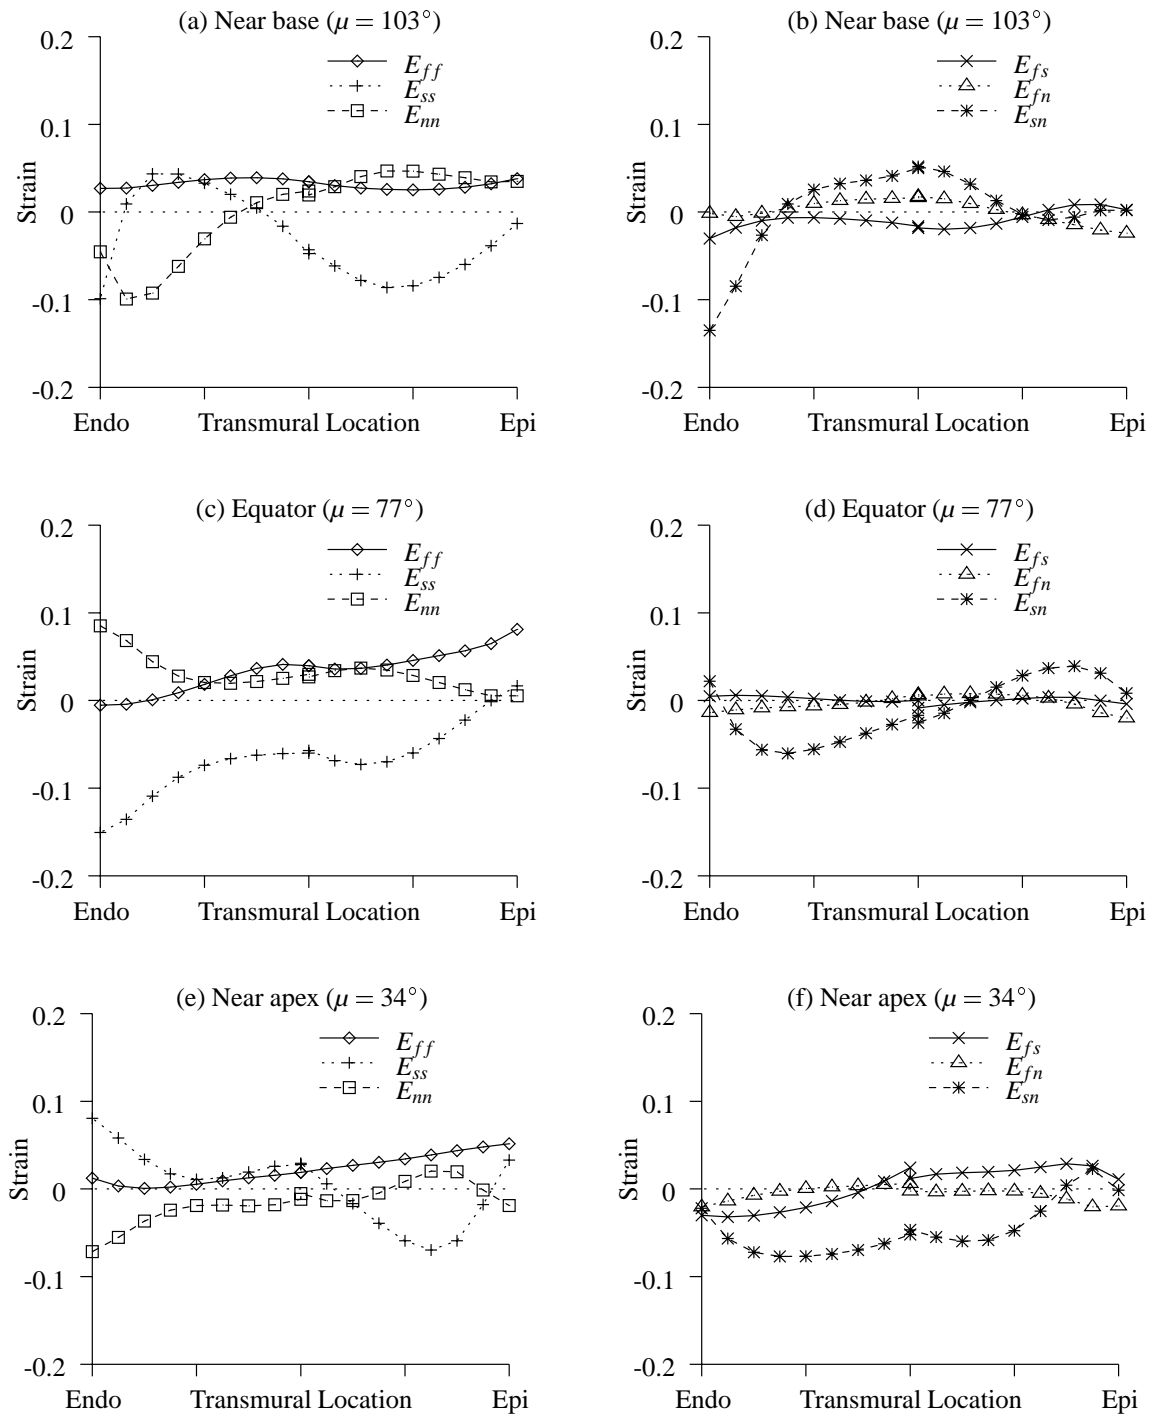 (a) Near base (μ = 103°)
0.2
0.1
0
-0.1
-0.2
Strain
E_ff
E_ss
E_nn
Endo Transmural Location Epi
(b) Near base (μ = 103°)
0.2
0.1
0
-0.1
-0.2
Strain
E_fs
E_fn
E_sn
Endo Transmural Location Epi
(c) Equator (μ = 77°)
0.2
0.1
0
-0.1
-0.2
Strain
E_ff
E_ss
E_nn
Endo Transmural Location Epi
(d) Equator (μ = 77°)
0.2
0.1
0
-0.1
-0.2
Strain
E_fs
E_fn
E_sn
Endo Transmural Location Epi
(e) Near apex (μ = 34°)
0.2
0.1
0
-0.1
-0.2
Strain
E_ff
E_ss
E_nn
Endo Transmural Location Epi
(f) Near apex (μ = 34°)
0.2
0.1
0
-0.1
-0.2
Strain
E_fs
E_fn
E_sn
Endo Transmural Location Epi